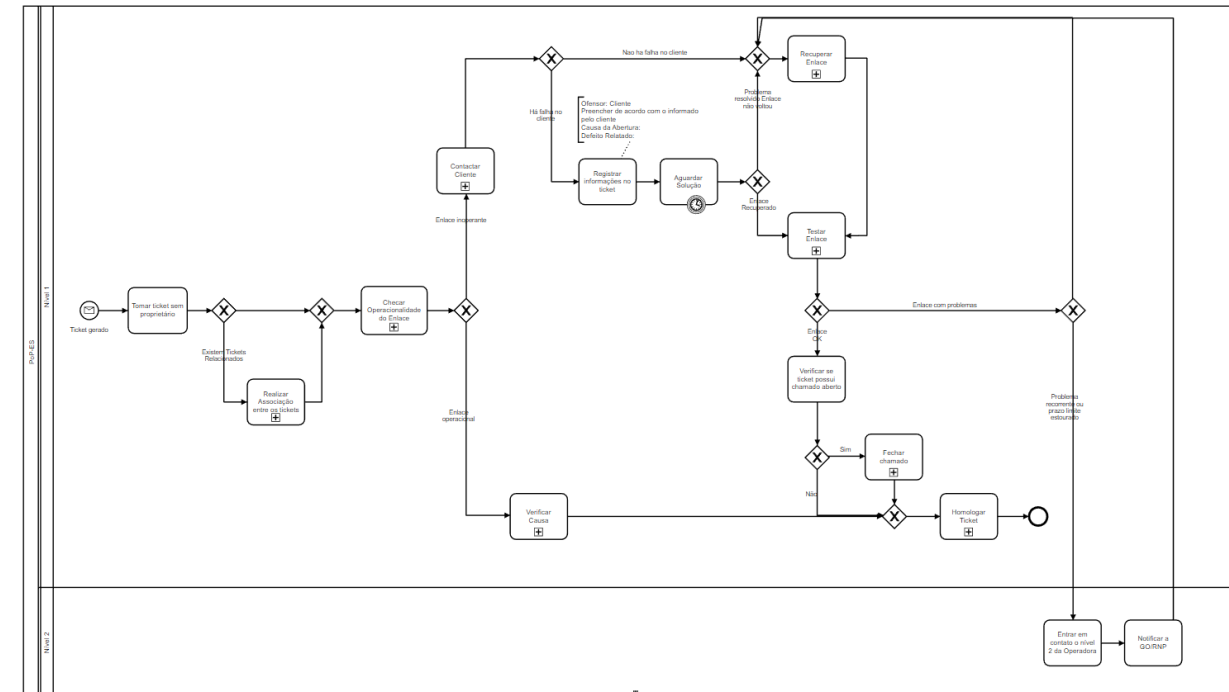 PoP-ES
Nível 1
Ticket gerado
Tomar ticket sem
proprietário
Existem Tickets
Relacionados
Realizar
Associação
entre os tickets
Checar
Operacionalidade
do Enlace
Enlace inoperante
Contactar
Cliente
Enlace
operacional
Verificar
Causa
Há falha no
cliente
Nao ha falha no cliente
Ofensor: Cliente
Preencher de acordo com o informado
pelo cliente
Causa da Abertura:
Defeito Relatado:
Registrar
informações no
ticket
Aguardar
Solução
Problema
resolvido Enlace
não voltou
Enlace
Recuperado
Recuperar
Enlace
Testar
Enlace
Enlace com problemas
Enlace
OK
Verificar se
ticket possui
chamado aberto
Sim
Não
Fechar
chamado
Homologar
Ticket
Problema
recorrente ou
prazo limite
estourado
Nível 2
Entrar em
contato o nível
2 da Operadora
Notificar a
GO/RNP